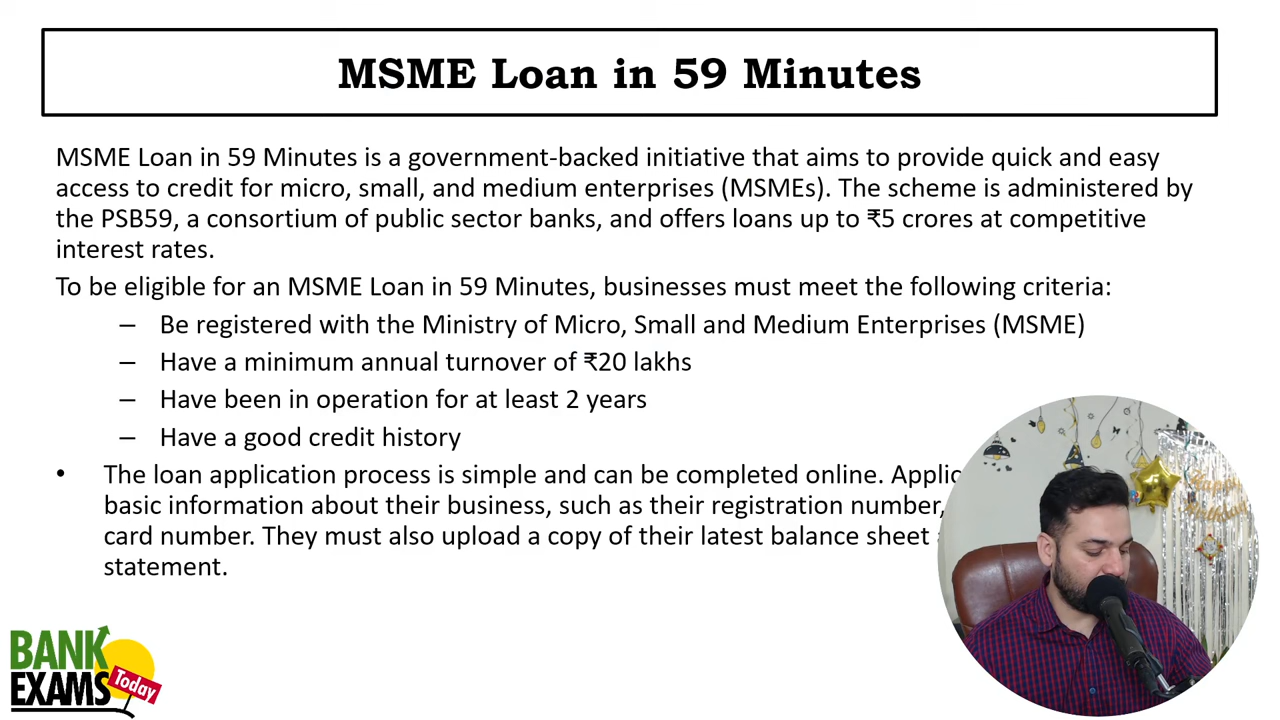 MSME Loan in 59 Minutes
MSME Loan in 59 Minutes is a government-backed initiative that aims to provide quick and easy
access to credit for micro, small, and medium enterprises (MSMEs). The scheme is administered by
the PSB59, a consortium of public sector banks, and offers loans up to ₹5 crores at competitive
interest rates.
To be eligible for an MSME Loan in 59 Minutes, businesses must meet the following criteria:
– Be registered with the Ministry of Micro, Small and Medium Enterprises (MSME)
– Have a minimum annual turnover of ₹20 lakhs
– Have been in operation for at least 2 years
– Have a good credit history
• The loan application process is simple and can be completed online.
basic information about their business, such as their registration number,
card number. They must also upload a copy of their latest balance sheet
statement.
BANK
EXAMS
Today
Happy
Birthday